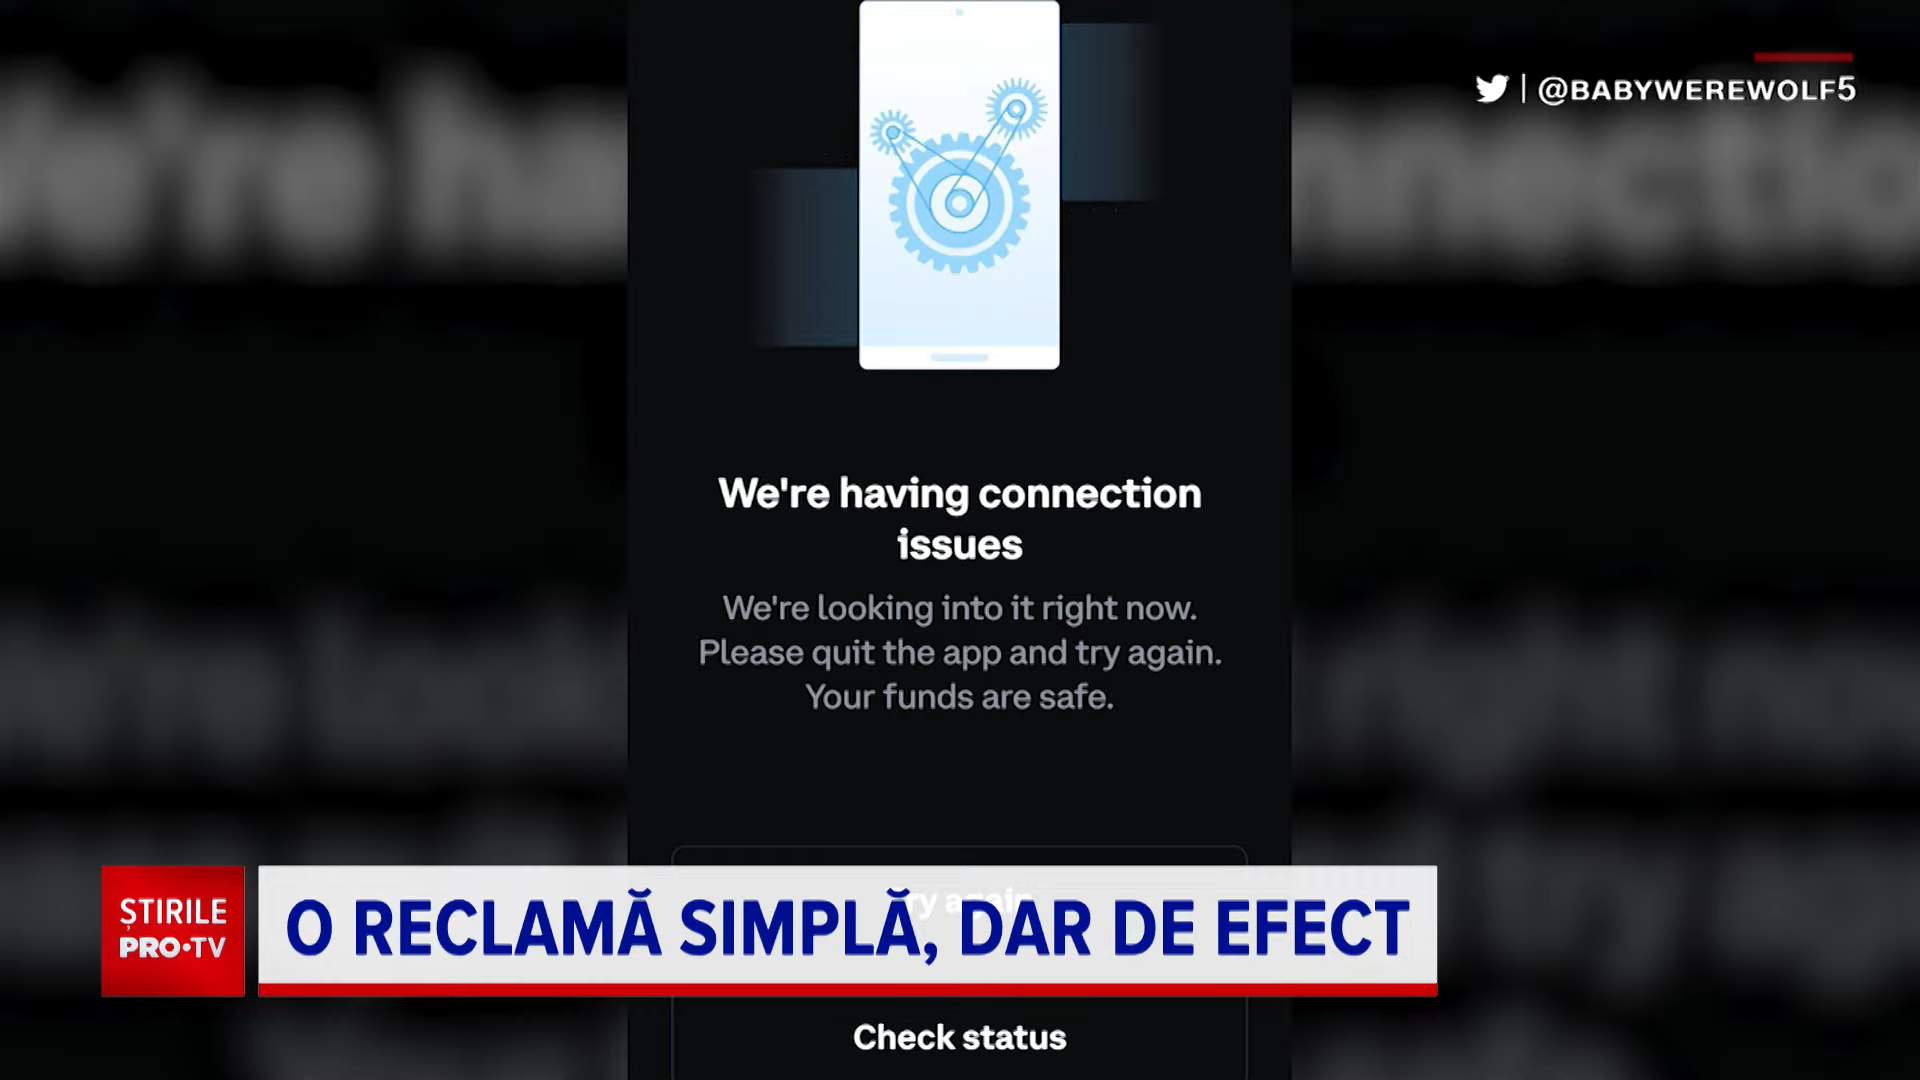 | @BABYWEREWOLF5
We're having connection
issues
We're looking into it right now.
Please quit the app and try again.
Your funds are safe.
ȘTIRILE
PRO•TV
O RECLAMĂ SIMPLĂ, DAR DE EFECT
Check status